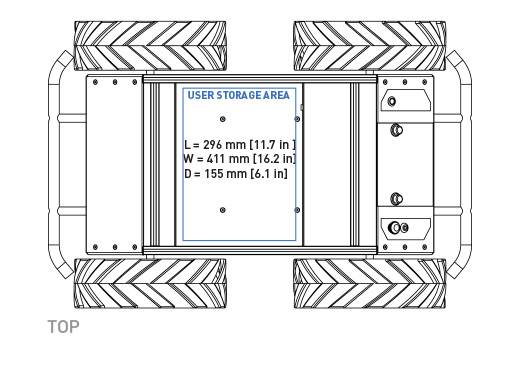 USER STORAGE AREA
L = 296 mm [11.7 in ]
W = 411 mm [16.2 in]
D = 155 mm [6.1 in]
TOP